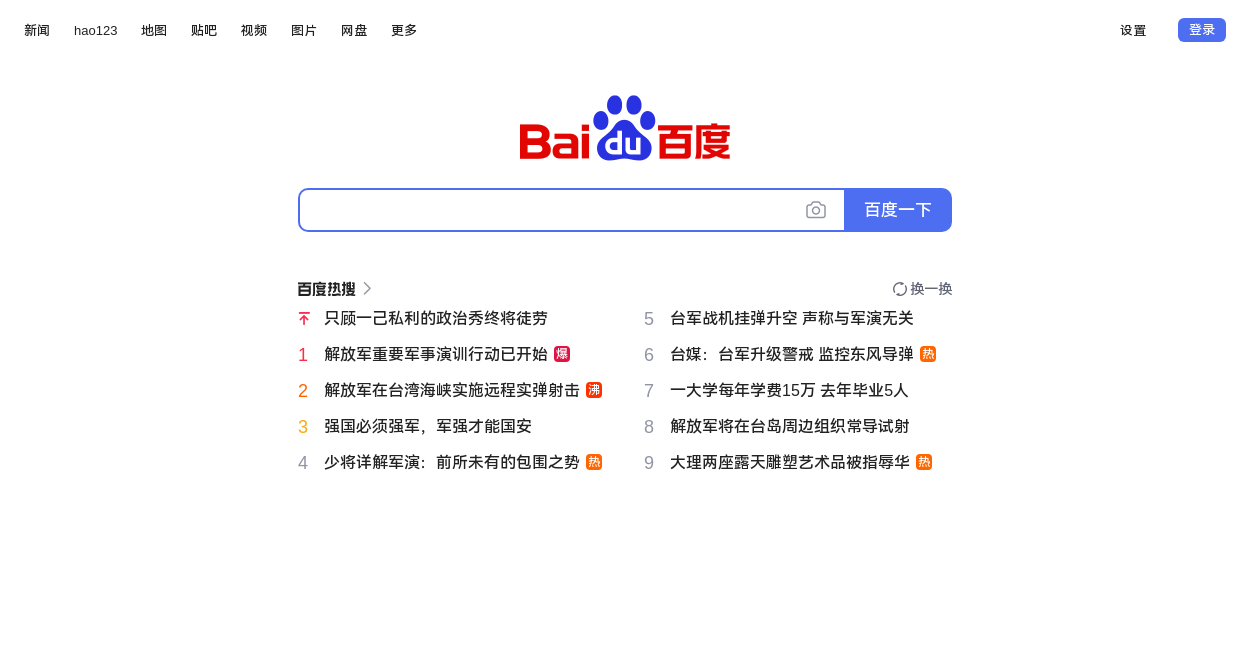 新闻 hao123 地图 贴吧 视频 图片 网盘 更多 设置 登录
Bai du 百度
百度一下
百度热搜 换一换
只顾一己私利的政治秀终将徒劳
1 解放军重要军事演训行动已开始 爆
2 解放军在台湾海峡实施远程实弹射击 沸
3 强国必须强军，军强才能国安
4 少将详解军演：前所未有的包围之势 热
5 台军战机挂弹升空 声称与军演无关
6 台媒：台军升级警戒 监控东风导弹 热
7 一大学每年学费15万 去年毕业5人
8 解放军将在台岛周边组织常导试射
9 大理两座露天雕塑艺术品被指辱华 热